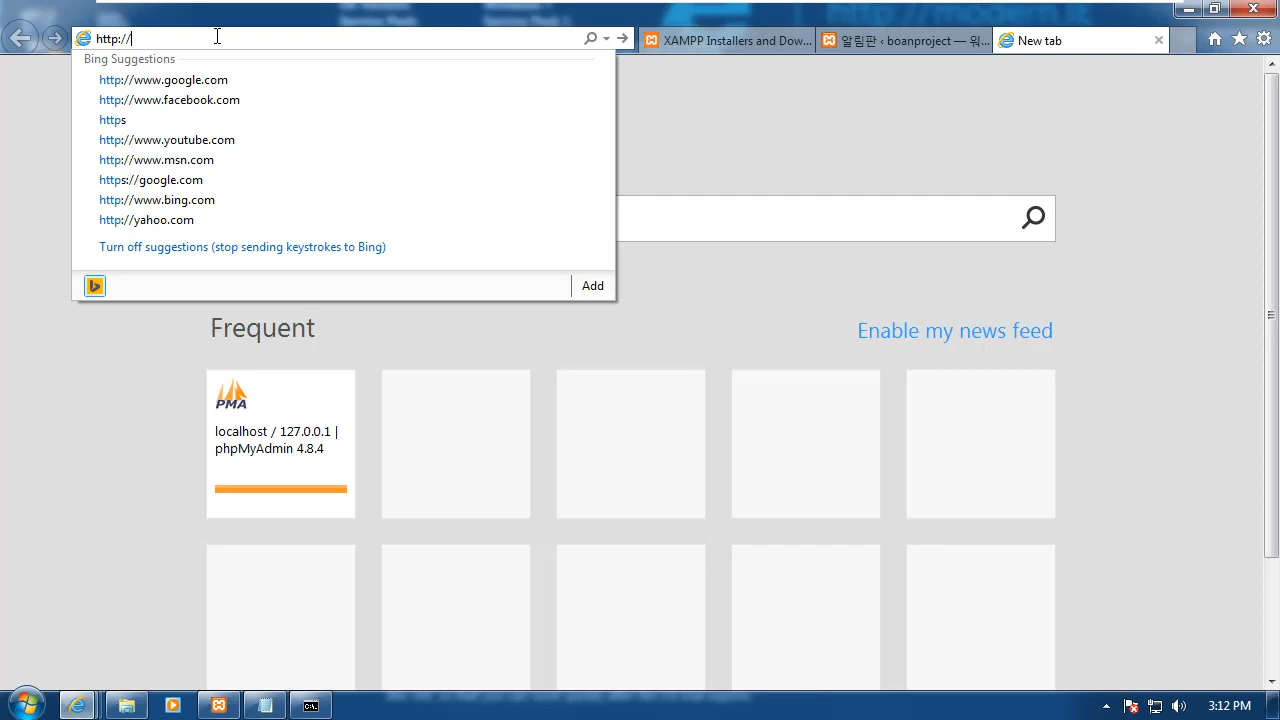 http://mode
http://
XAMPP Installers and Dow...
알림판 ‹ boanproject — 워...
New tab
Bing Suggestions
http://www.google.com
http://www.facebook.com
https
http://www.youtube.com
http://www.msn.com
https://google.com
http://www.bing.com
http://yahoo.com
Turn off suggestions (stop sending keystrokes to Bing)
Add
Frequent
Enable my news feed
PMA
localhost / 127.0.0.1 |
phpMyAdmin 4.8.4
3:12 PM